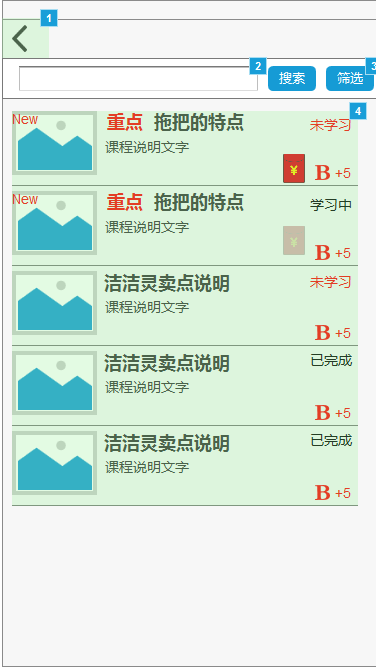 1
2
3
搜索
筛选
4
New
重点 拖把的特点
未学习
课程说明文字
¥
B +5
New
重点 拖把的特点
学习中
课程说明文字
¥
B +5
洁洁灵卖点说明
未学习
课程说明文字
B +5
洁洁灵卖点说明
已完成
课程说明文字
B +5
洁洁灵卖点说明
已完成
课程说明文字
B +5